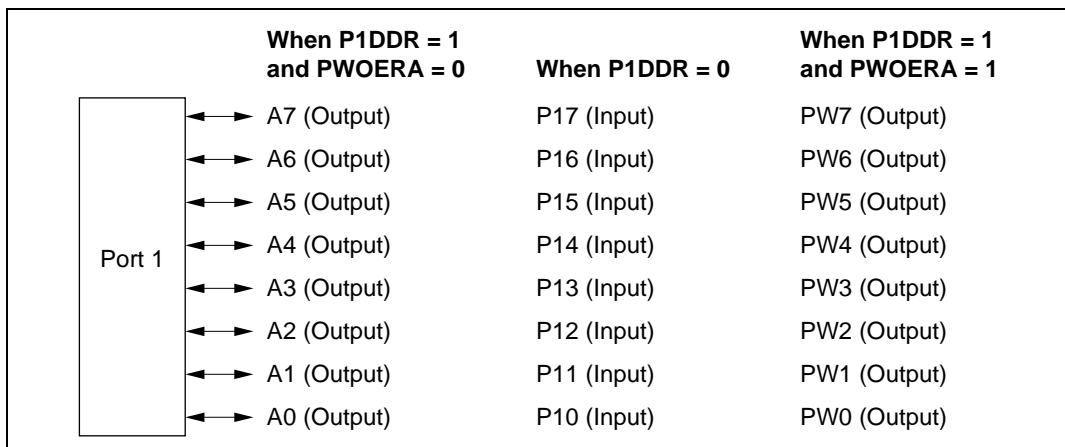 When P1DDR = 1 and PWOERA = 0
When P1DDR = 0
When P1DDR = 1 and PWOERA = 1
Port 1
A7 (Output) P17 (Input) PW7 (Output)
A6 (Output) P16 (Input) PW6 (Output)
A5 (Output) P15 (Input) PW5 (Output)
A4 (Output) P14 (Input) PW4 (Output)
A3 (Output) P13 (Input) PW3 (Output)
A2 (Output) P12 (Input) PW2 (Output)
A1 (Output) P11 (Input) PW1 (Output)
A0 (Output) P10 (Input) PW0 (Output)